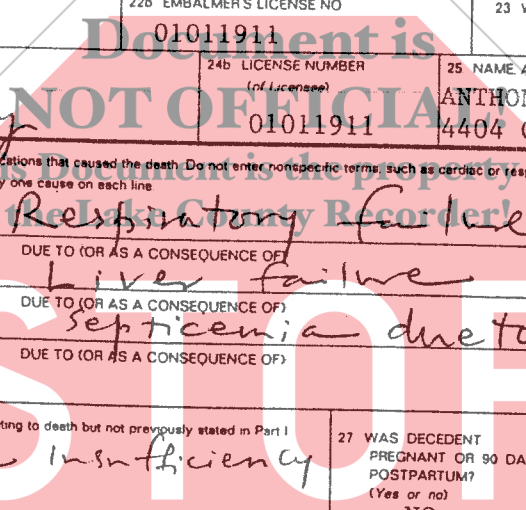 22b EMBALMER'S LICENSE NO
23
01011911
Document is
24b LICENSE NUMBER
(of Licensee)
25 NAME A
NOT OFFICIAL
ANTHON
01011911
4404
cations that caused the death Do not enter nonspecific terms, such as cardiac or resp
is Document is the property
y one cause on each line
the Lake County Recorder!
Respiratory failure
DUE TO (OR AS A CONSEQUENCE OF)
Liver failure
DUE TO (OR AS A CONSEQUENCE OF)
Septicemia due to
DUE TO (OR AS A CONSEQUENCE OF)
STOP
ting to death but not previously stated in Part I
Insufficiency
27 WAS DECEDENT
PREGNANT OR 90 DA
POSTPARTUM?
(Yes or no)
NO